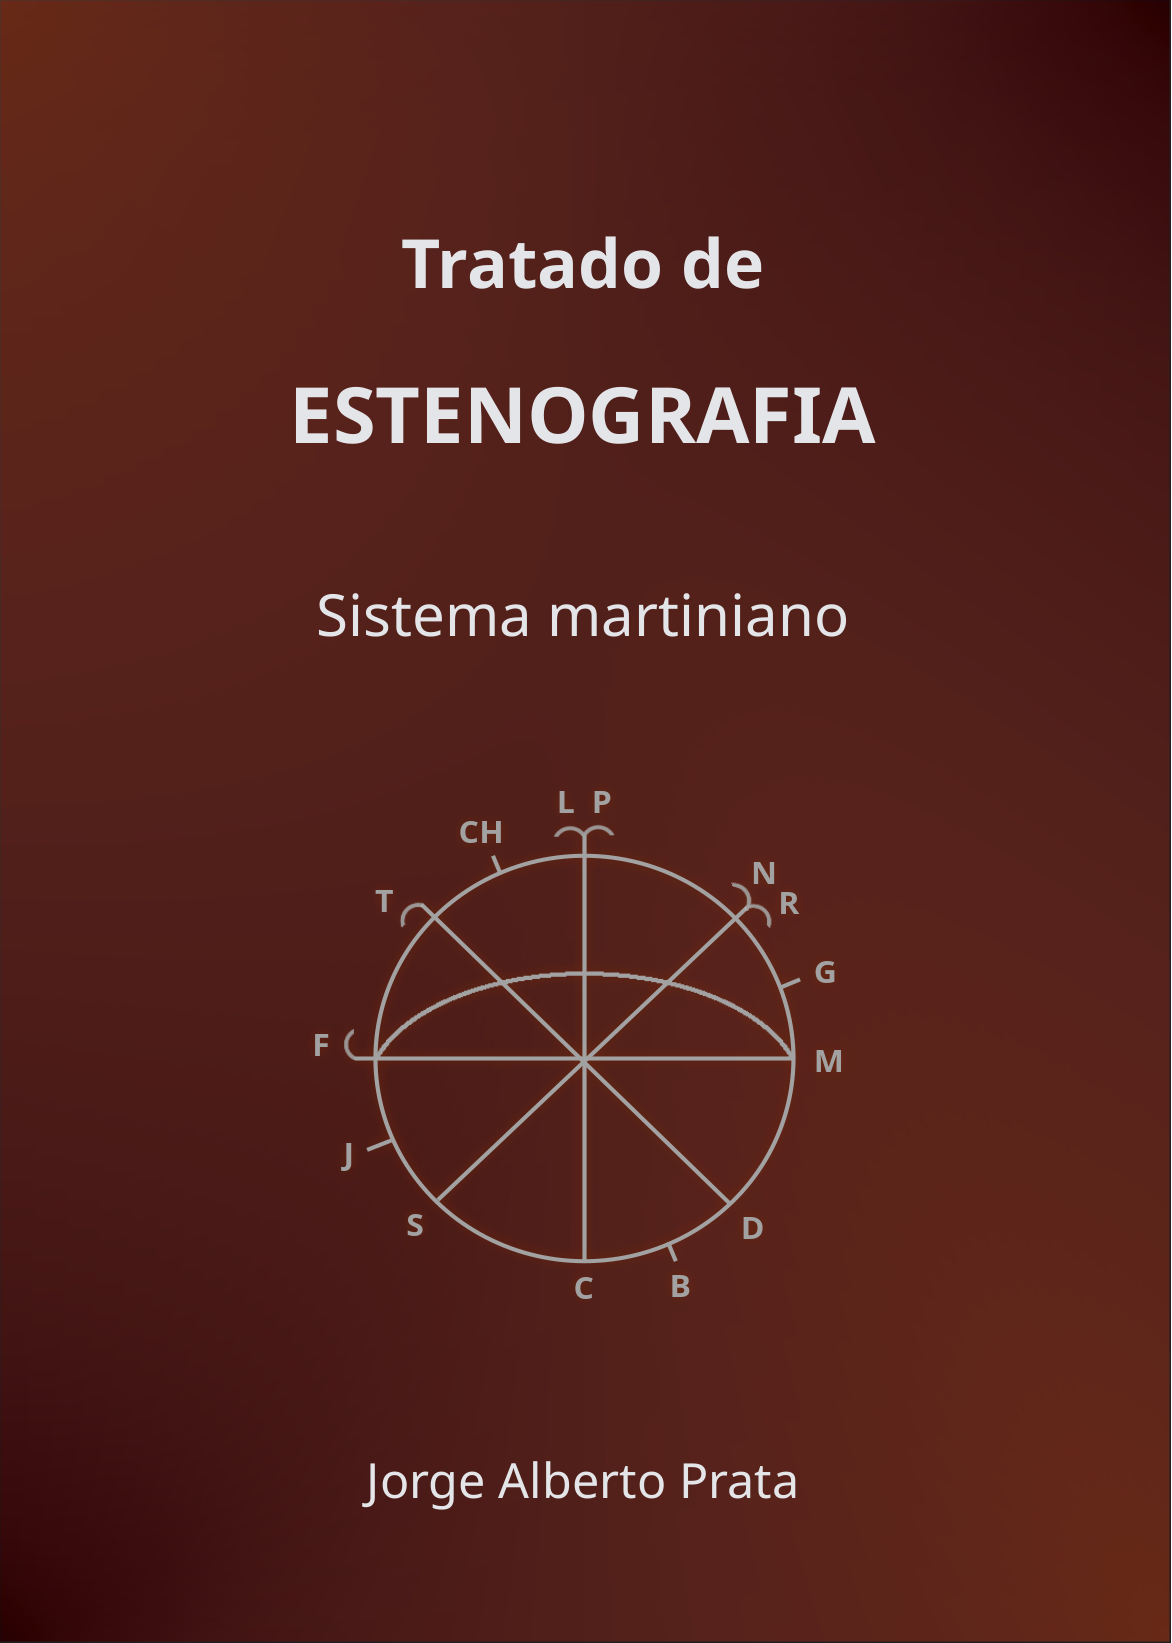 Tratado de
ESTENOGRAFIA
Sistema martiniano
L P
CH
N
T
R
G
F
M
J
S
D
B
C
Jorge Alberto Prata